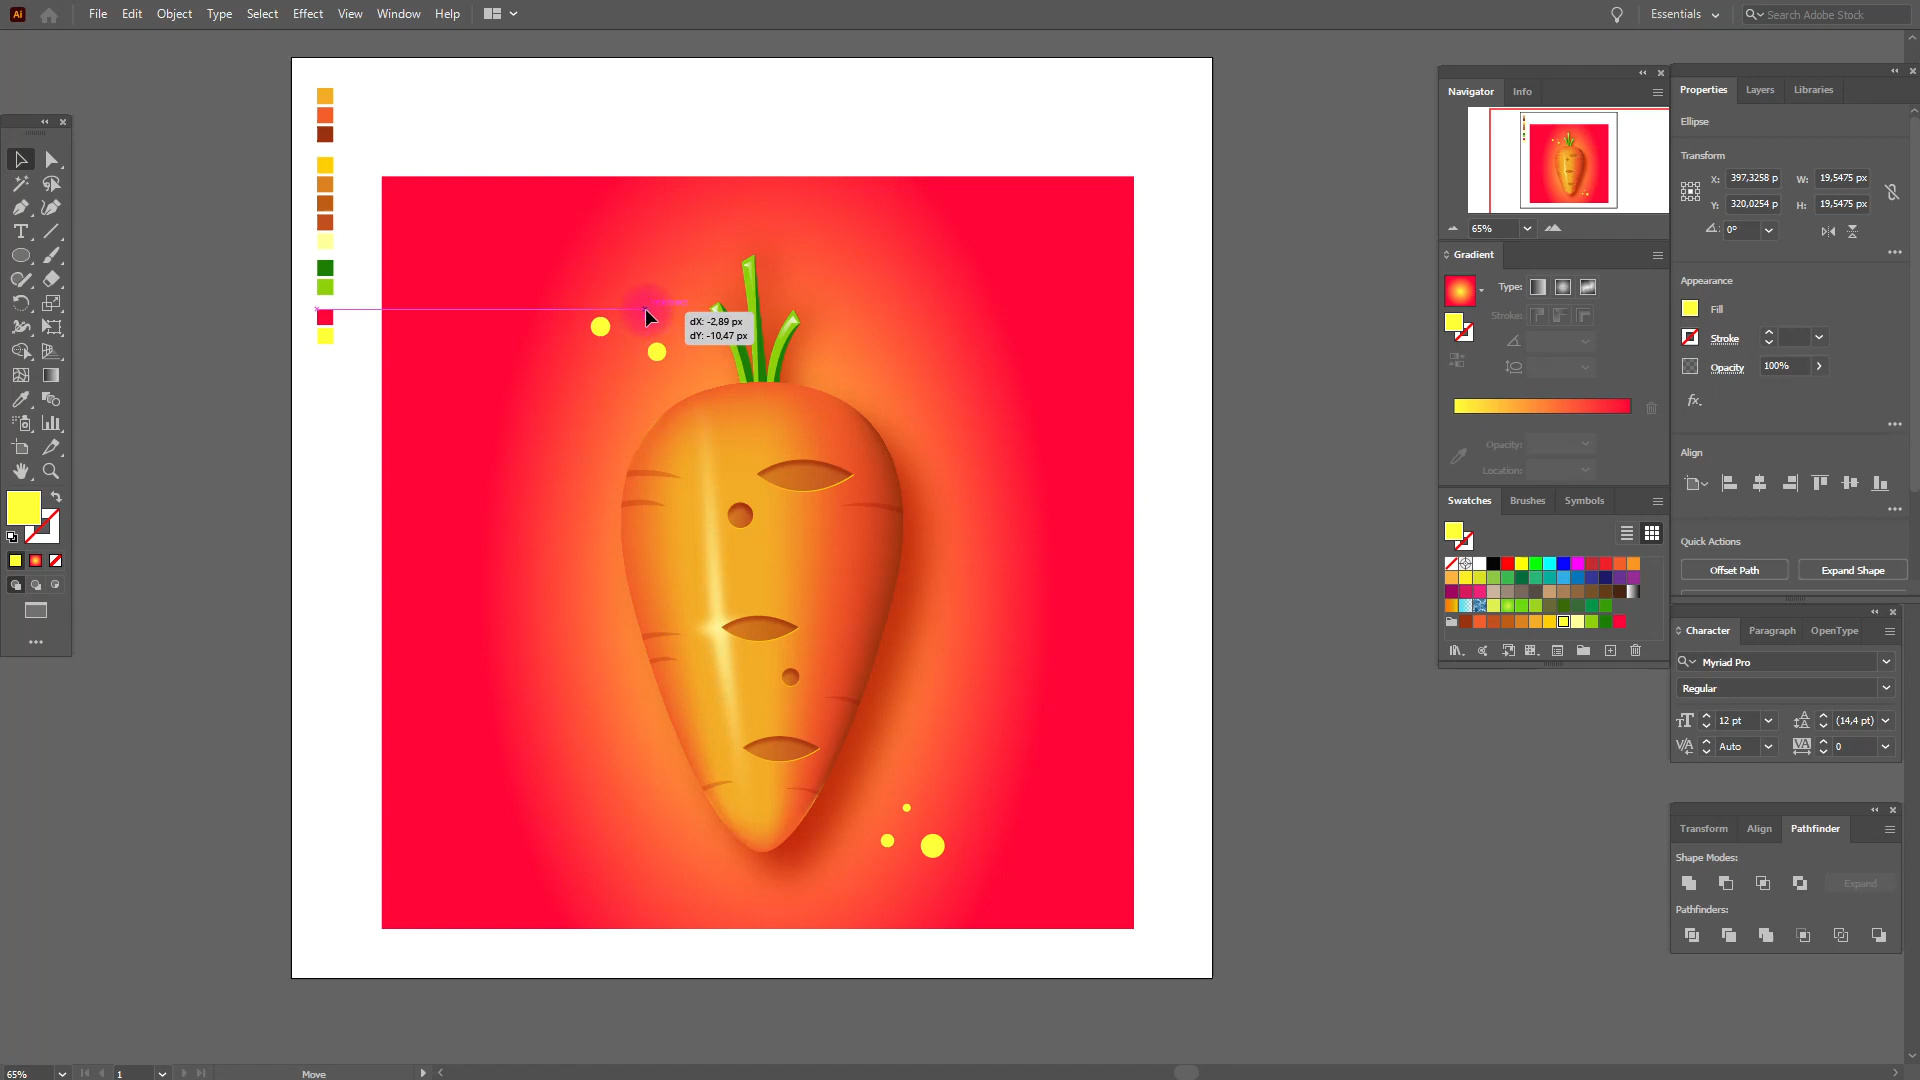 Ai
File Edit Object Type Select Effect View Window Help
Essentials
Search Adobe Stock
Navigator Info
65%
Gradient
Type:
Stroke:
Opacity:
Location:
Swatches Brushes Symbols
Properties Layers Libraries
Ellipse
Transform
X: 397,3258 p W: 19,5475 px
Y: 320,0254 p H: 19,5475 px
0°
Appearance
Fill
Stroke
Opacity 100%
fx.
Align
Quick Actions
Offset Path Expand Shape
Character Paragraph OpenType
Myriad Pro
Regular
12 pt (14,4 pt)
Auto 0
Transform Align Pathfinder
Shape Modes:
Expand
Pathfinders:
dX: -2,89 px
dY: -10,47 px
65% 1 Move